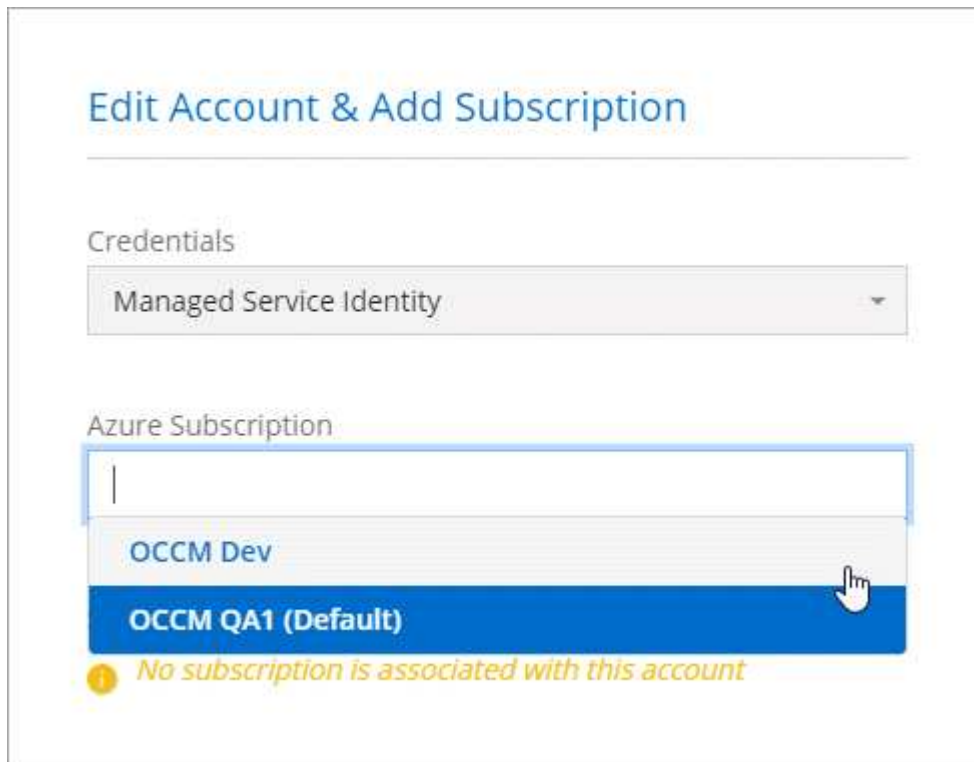 Edit Account & Add Subscription
Credentials
Managed Service Identity
Azure Subscription
OCCM Dev
OCCM QA1 (Default)
No subscription is associated with this account